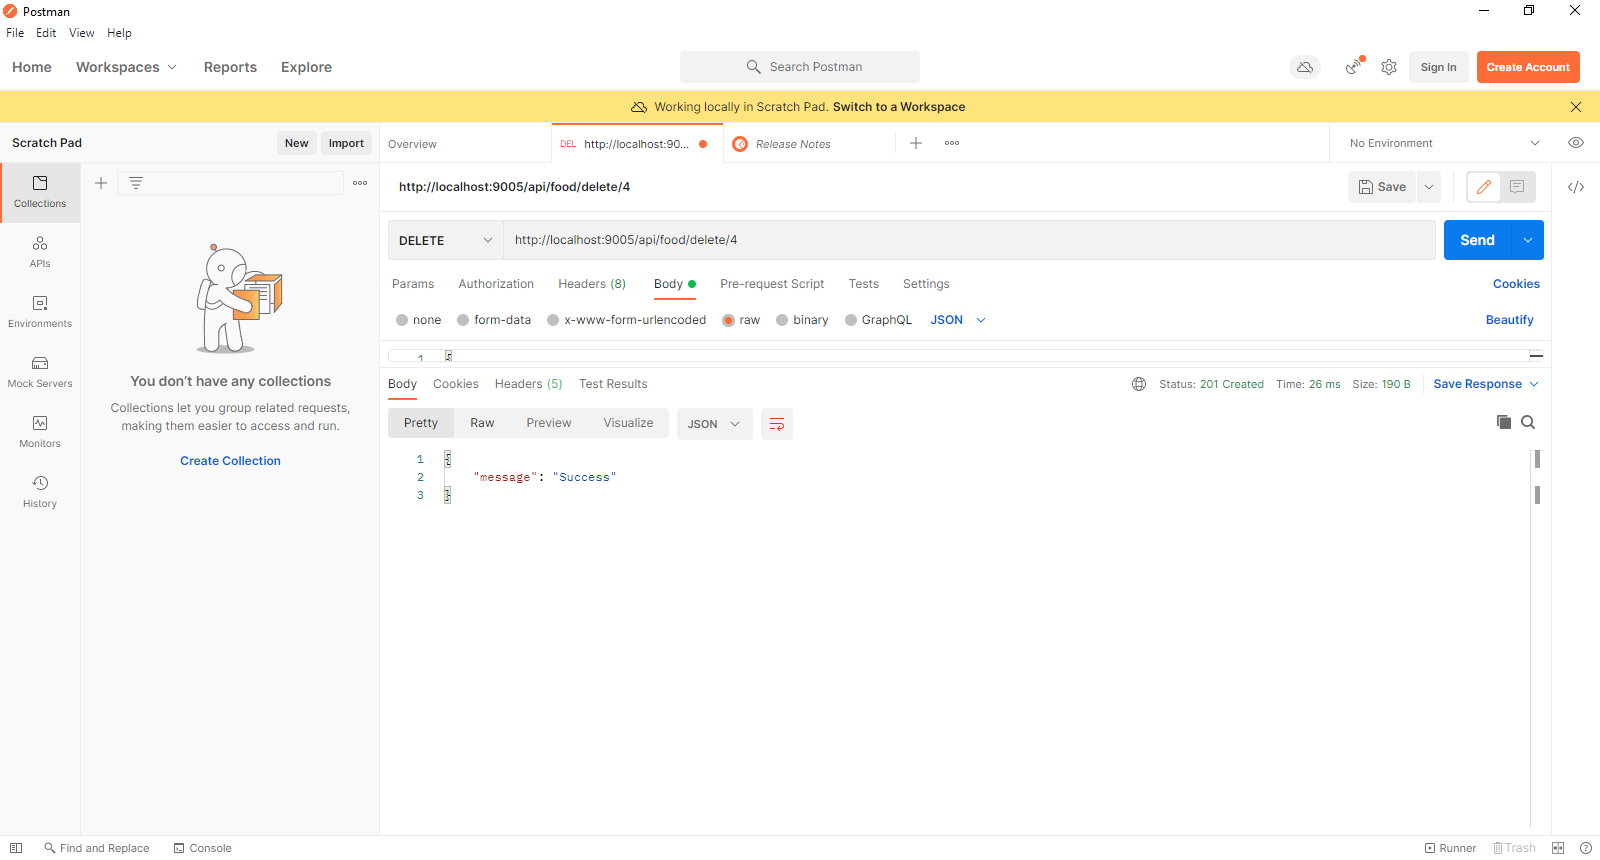 Postman
File Edit View Help
Home Workspaces Reports Explore Search Postman Sign In Create Account
Working locally in Scratch Pad. Switch to a Workspace
Scratch Pad New Import Overview DEL http://localhost:90... Release Notes No Environment
http://localhost:9005/api/food/delete/4 Save
Collections
DELETE http://localhost:9005/api/food/delete/4 Send
APIs
Params Authorization Headers (8) Body Pre-request Script Tests Settings Cookies
Environments
none form-data x-www-form-urlencoded raw binary GraphQL JSON Beautify
1 {
Mock Servers
You don't have any collections
Collections let you group related requests,
making them easier to access and run.
Create Collection
Body Cookies Headers (5) Test Results Status: 201 Created Time: 26 ms Size: 190 B Save Response
Pretty Raw Preview Visualize JSON
Monitors
1 {
2 "message": "Success"
3 }
History
Find and Replace Console Runner Trash